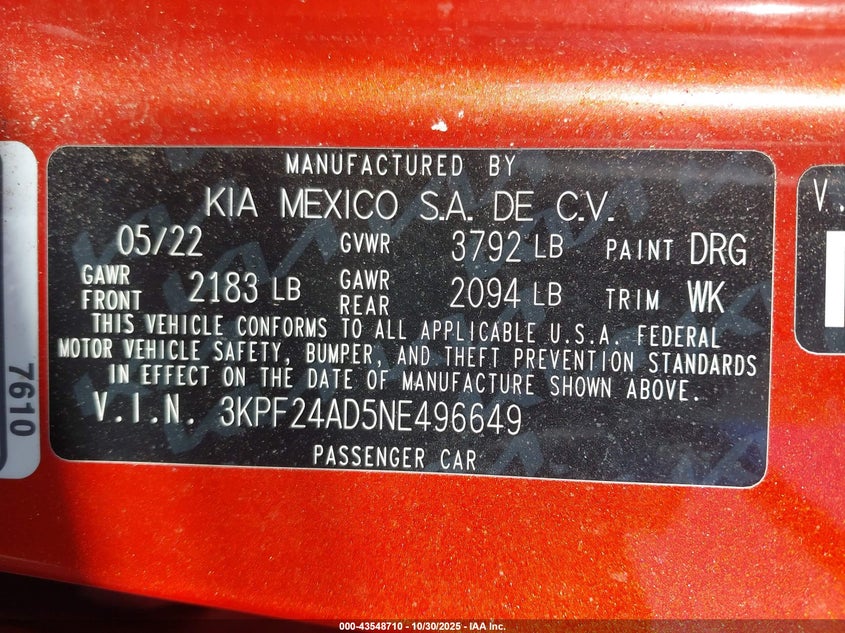 MANUFACTURED BY
KIA MEXICO S.A. DE C.V.
05/22 GVWR 3792 LB PAINT DRG
GAWR FRONT 2183 LB GAWR REAR 2094 LB TRIM WK
THIS VEHICLE CONFORMS TO ALL APPLICABLE U.S.A. FEDERAL
MOTOR VEHICLE SAFETY, BUMPER, AND THEFT PREVENTION STANDARDS
IN EFFECT ON THE DATE OF MANUFACTURE SHOWN ABOVE.
V.I.N. 3KPF24AD5NE496649
PASSENGER CAR
7610
V.
000-43548710 - 10/30/2025 - IAA Inc.